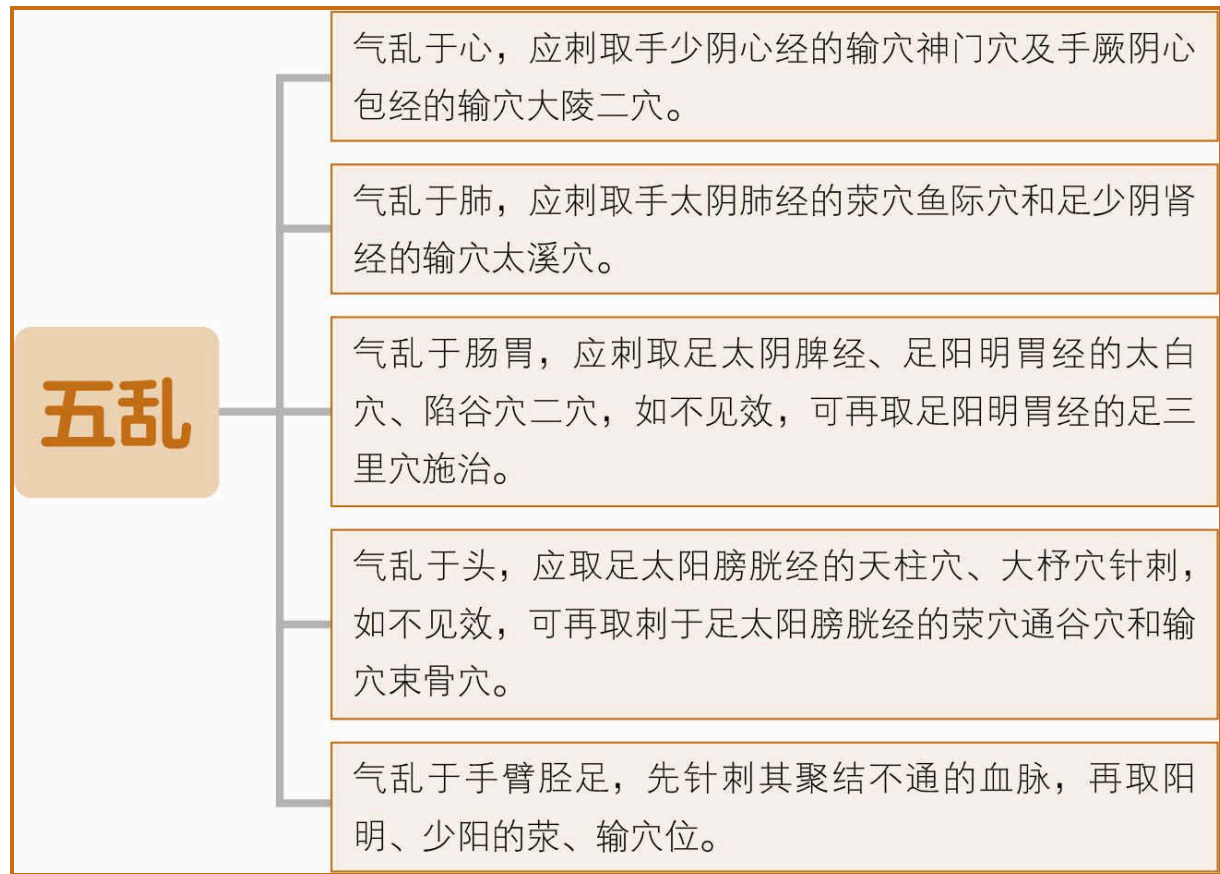 五乱
气乱于心，应刺取手少阴心经的输穴神门穴及手厥阴心
包经的输穴大陵二穴。
气乱于肺，应刺取手太阴肺经的荥穴鱼际穴和足少阴肾
经的输穴太溪穴。
气乱于肠胃，应刺取足太阴脾经、足阳明胃经的太白
穴、陷谷穴二穴，如不见效，可再取足阳明胃经的足三
里穴施治。
气乱于头，应取足太阳膀胱经的天柱穴、大杼穴针刺，
如不见效，可再取刺于足太阳膀胱经的荥穴通谷穴和输
穴束骨穴。
气乱于手臂胫足，先针刺其聚结不通的血脉，再取阳
明、少阳的荥、输穴位。